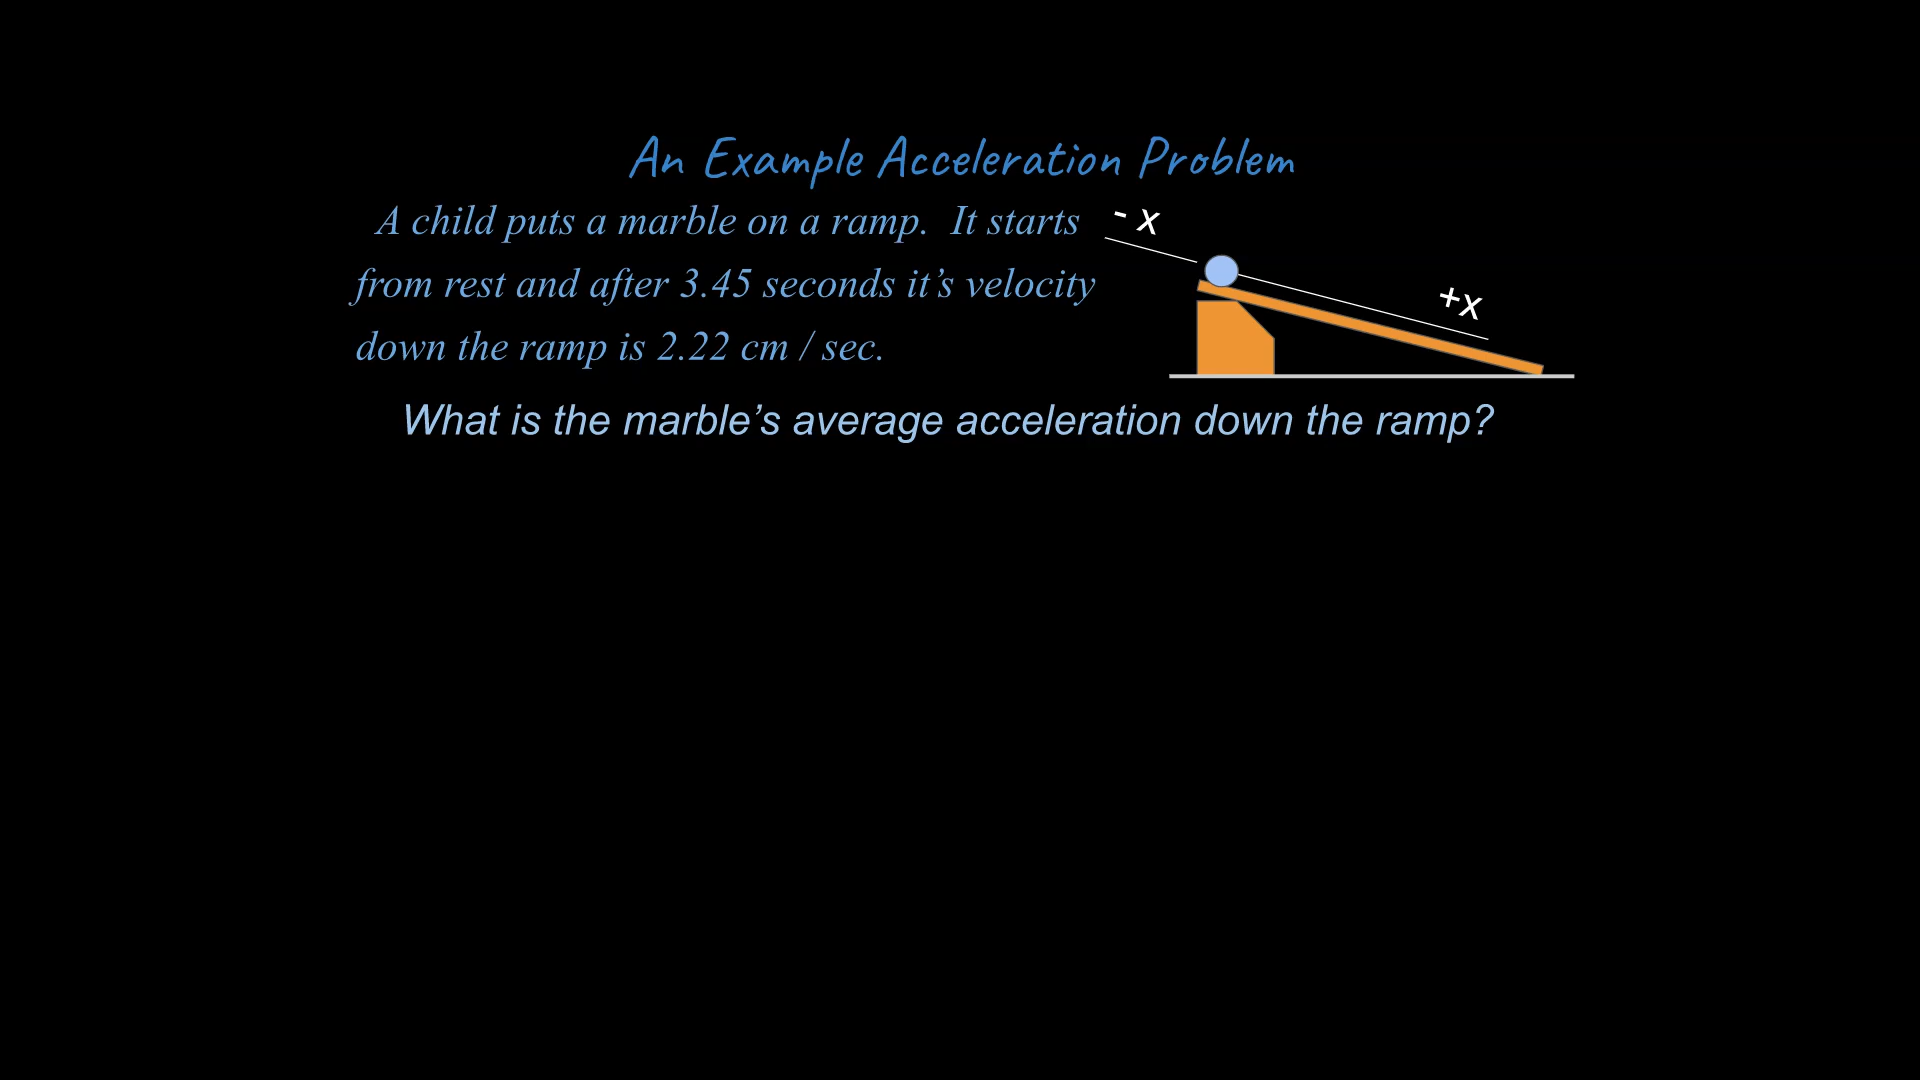 An Example Acceleration Problem
A child puts a marble on a ramp.  It starts
from rest and after 3.45 seconds it’s velocity
down the ramp is 2.22 cm / sec.
- x
+x
What is the marble’s average acceleration down the ramp?